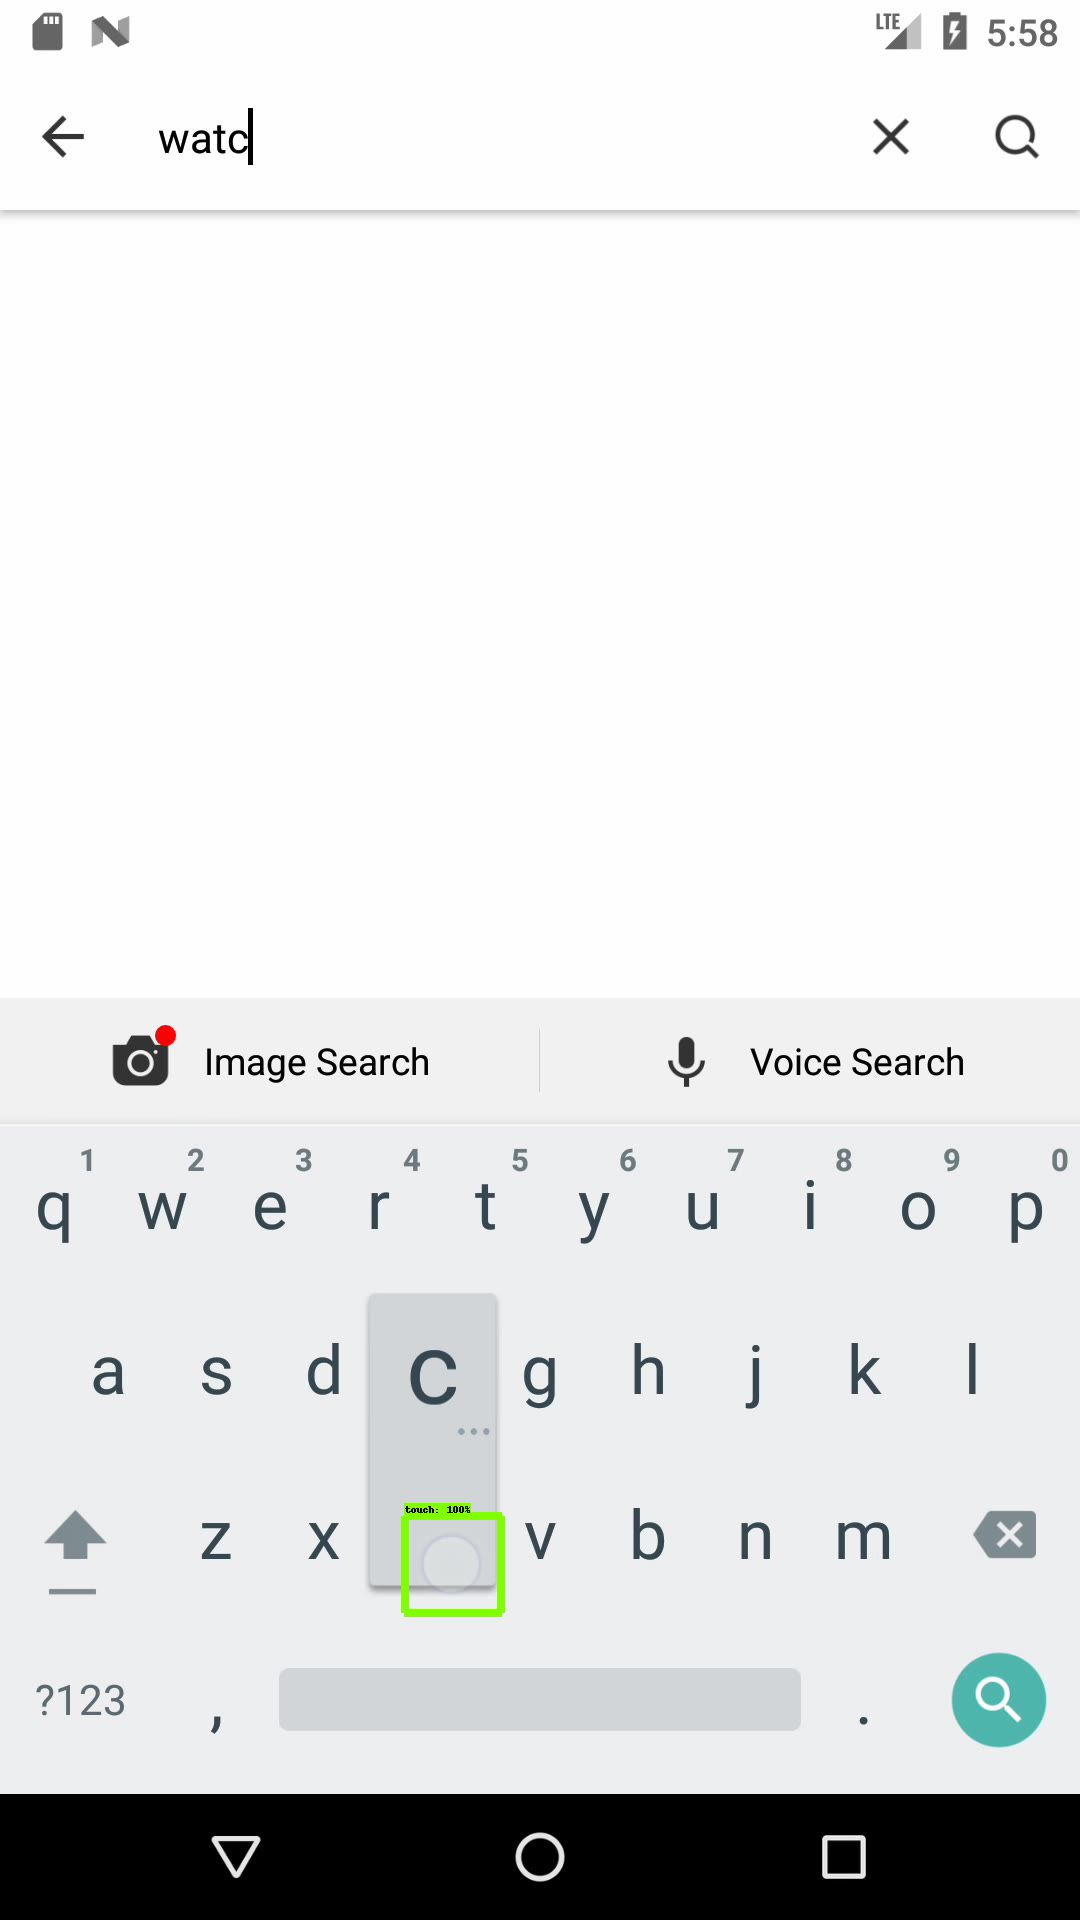 LTE 5:58
watc
Image Search Voice Search
1 2 3 4 5 6 7 8 9 0
q w e r t y u i o p
a s d c g h j k l
touch: 100%
z x v b n m
?123 , .